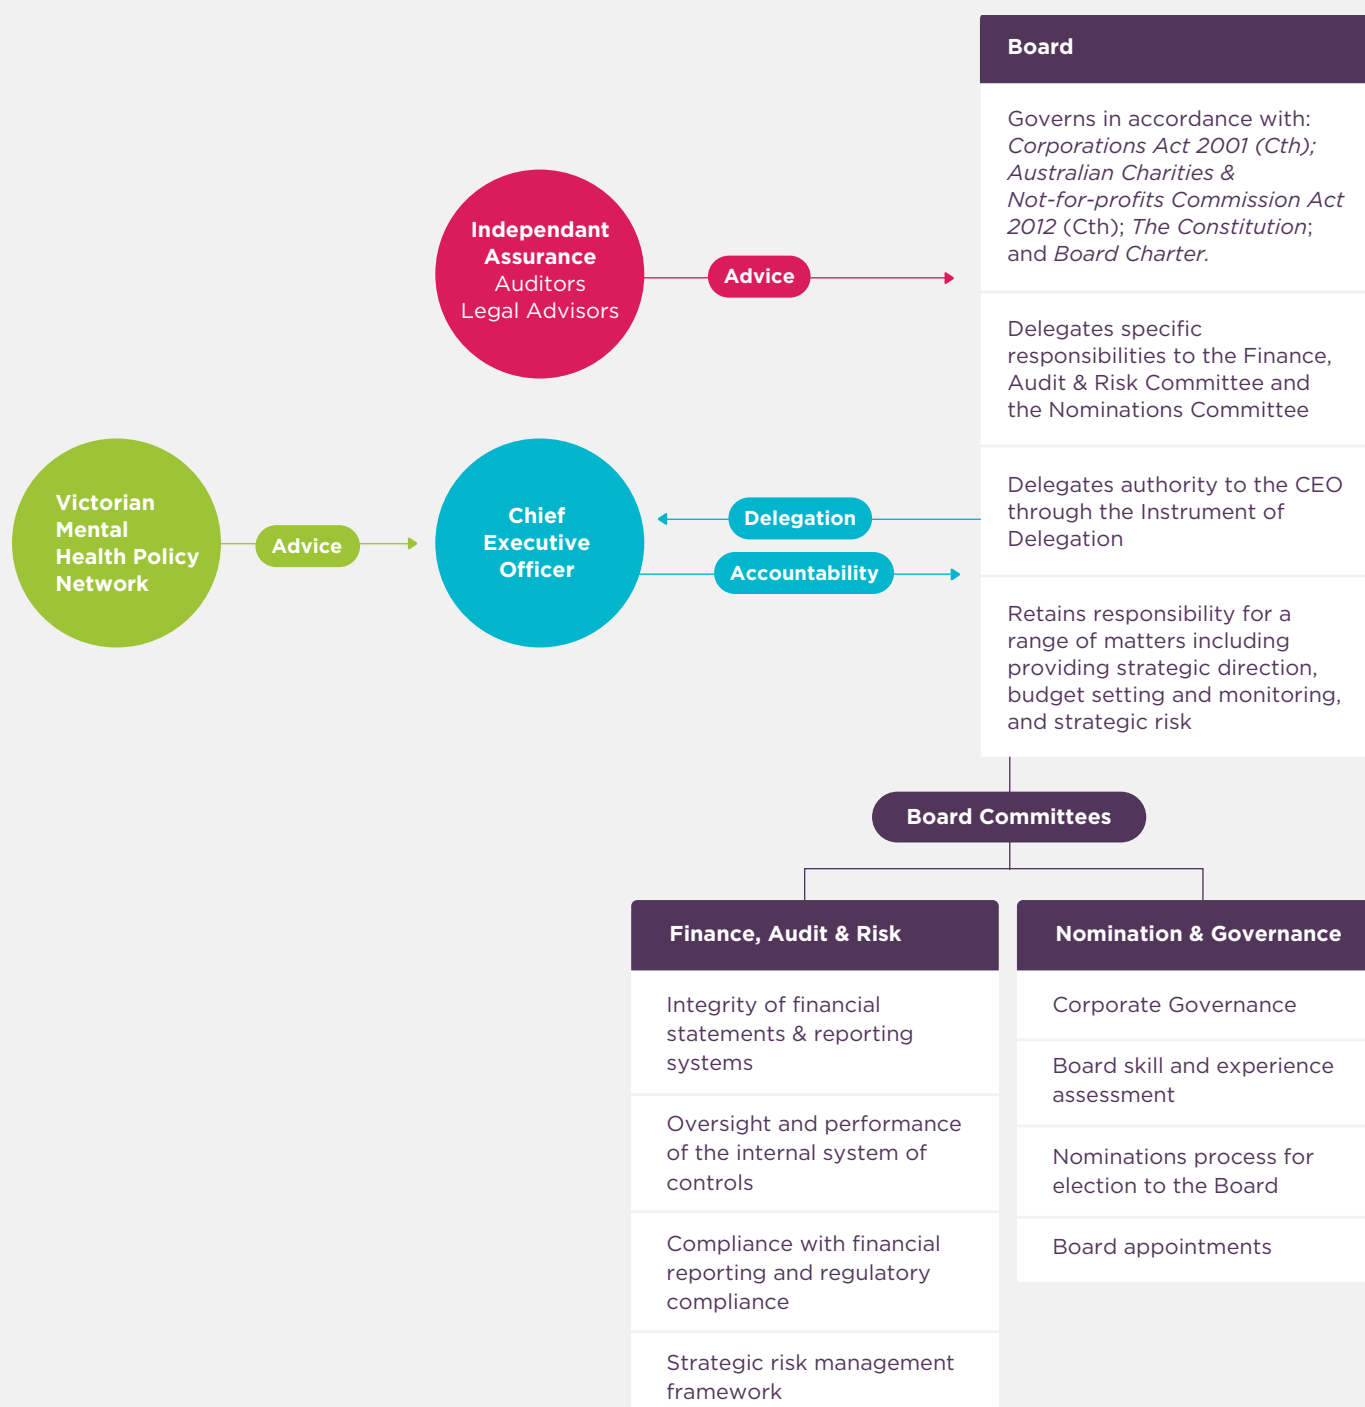 Board
Governs in accordance with:
Corporations Act 2001 (Cth);
Australian Charities &
Not-for-profits Commission Act
2012 (Cth); The Constitution;
and Board Charter.
Delegates specific
responsibilities to the Finance,
Audit & Risk Committee and
the Nominations Committee
Delegates authority to the CEO
through the Instrument of
Delegation
Retains responsibility for a
range of matters including
providing strategic direction,
budget setting and monitoring,
and strategic risk
Independant
Assurance
Auditors
Legal Advisors
Advice
Victorian
Mental
Health Policy
Network
Advice
Chief
Executive
Officer
Delegation
Accountability
Board Committees
Finance, Audit & Risk
Integrity of financial
statements & reporting
systems
Oversight and performance
of the internal system of
controls
Compliance with financial
reporting and regulatory
compliance
Strategic risk management
framework
Nomination & Governance
Corporate Governance
Board skill and experience
assessment
Nominations process for
election to the Board
Board appointments